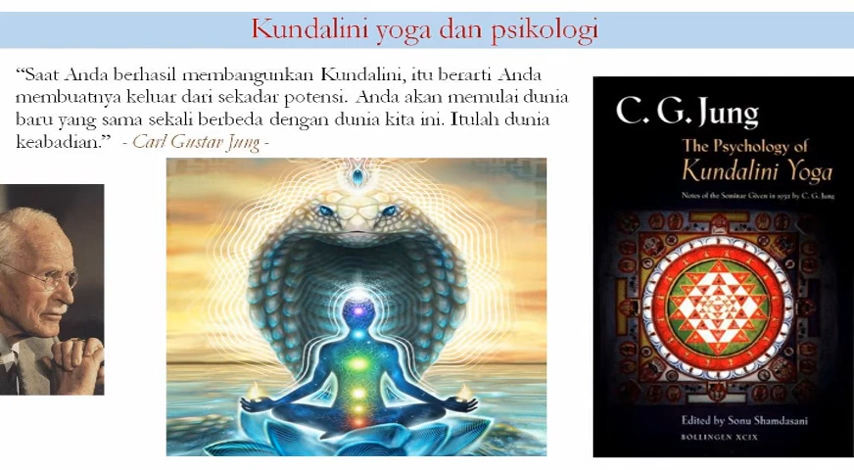 Kundalini yoga dan psikologi
“Saat Anda berhasil membangunkan Kundalini, itu berarti Anda
membuatnya keluar dari sekadar potensi. Anda akan memulai dunia
baru yang sama sekali berbeda dengan dunia kita ini. Itulah dunia
keabadian.” - Carl Gustav Jung -
C. G. Jung
The Psychology of
Kundalini Yoga
Notes of the Seminar Given in 1932 by C. G. Jung
Edited by Sonu Shamdasani
BOLLINGEN XCIX